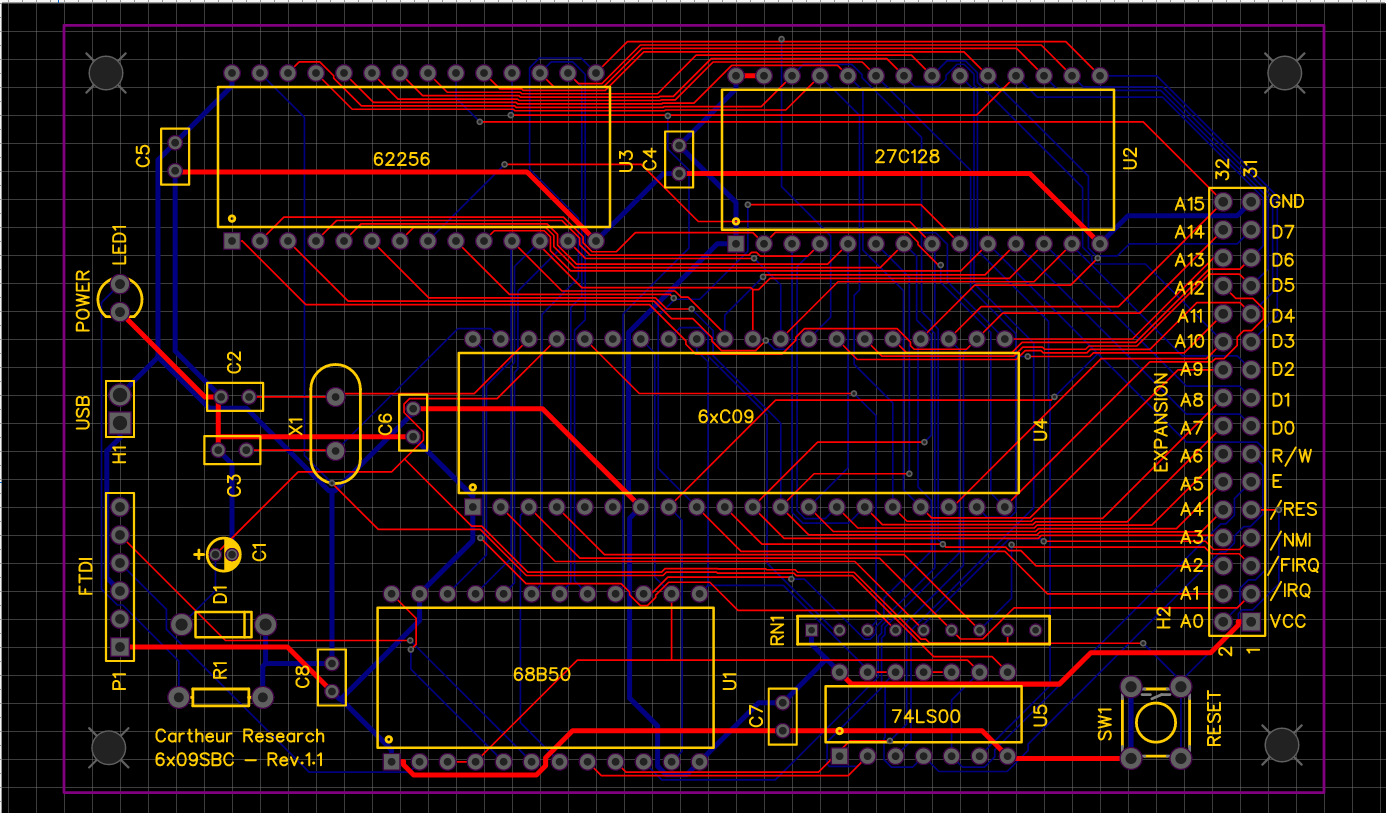 C5
62256
U3
C4
27C128
U2
32
31
A15
GND
A14
D7
A13
D6
A12
D5
A11
D4
A10
D3
A9
D2
A8
D1
A7
D0
A6
R/W
A5
E
A4
/RES
A3
/NMI
A2
/FIRQ
A1
/IRQ
A0
VCC
EXPANSION
H2
2
1
LED1
POWER
C2
USB
H1
X1
C6
6xC09
U4
C3
FTDI
+
C1
D1
P1
R1
C8
68B50
U1
RN1
C7
74LS00
U5
SW1
RESET
Cartheur Research
6x09SBC – Rev.1.1